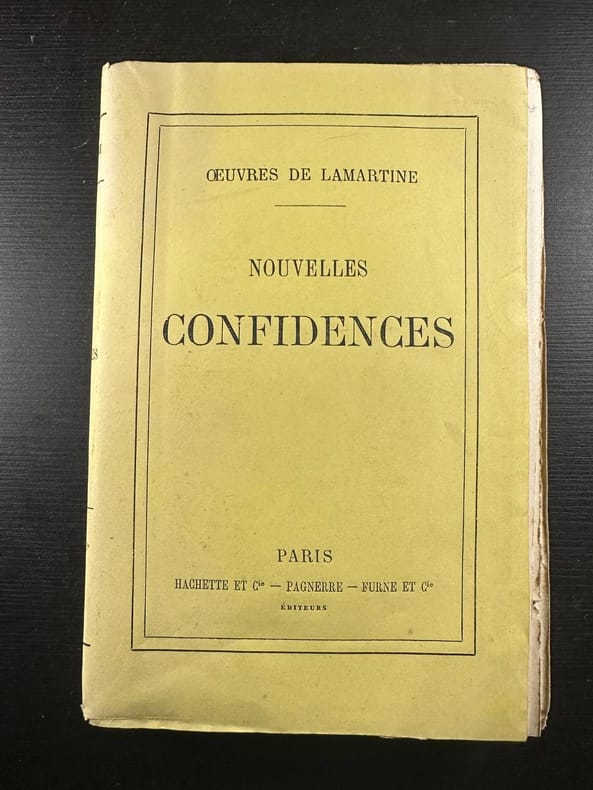 ŒUVRES DE LAMARTINE
NOUVELLES
CONFIDENCES
PARIS
HACHETTE ET Cie — PAGNERRE — FURNE ET Cie
ÉDITEURS